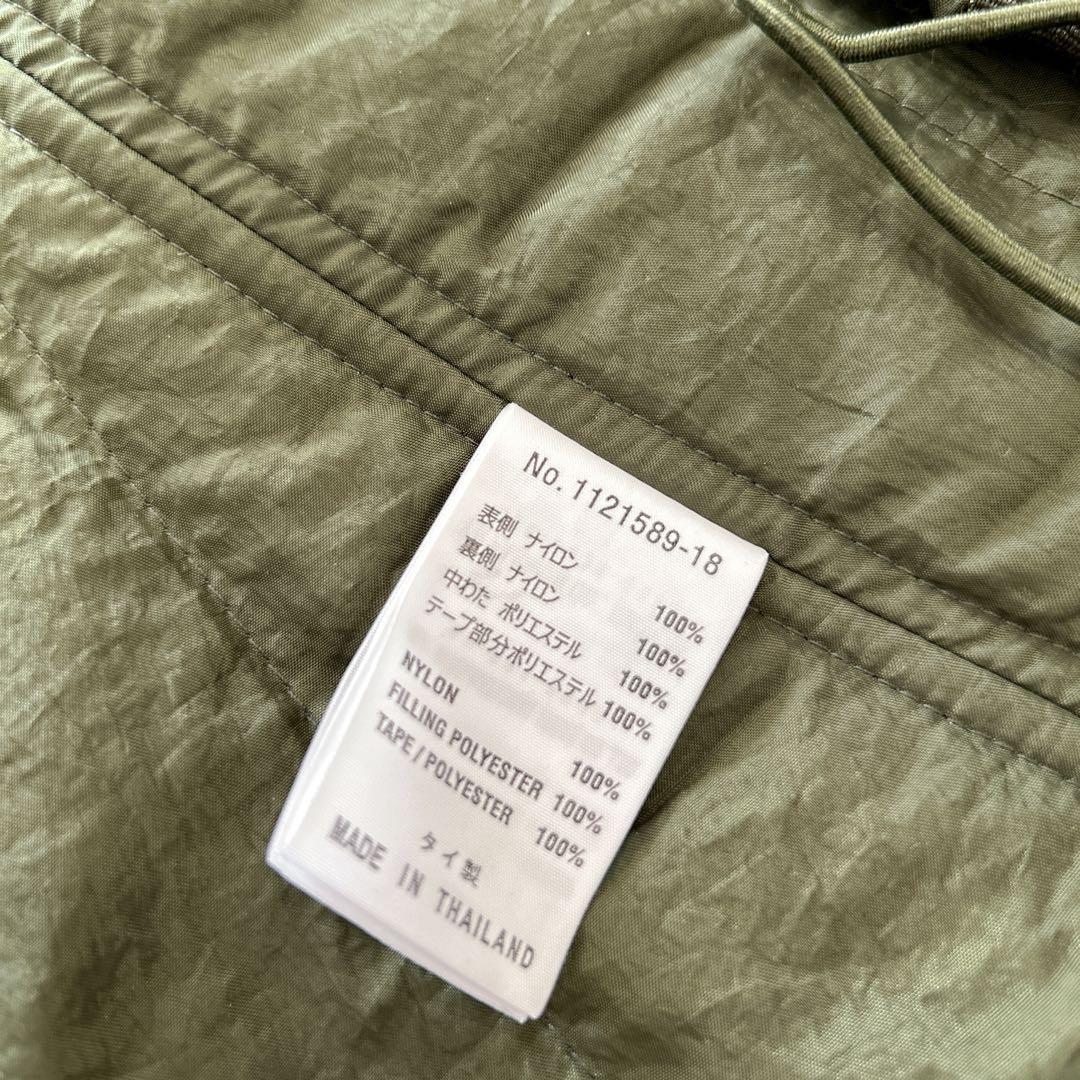 No. 1121589-18
表側 ナイロン 100%
裏側 ナイロン 100%
中わた ポリエステル 100%
テープ部分ポリエステル 100%
NYLON 100%
FILLING POLYESTER 100%
TAPE/POLYESTER 100%
タイ製
MADE IN THAILAND